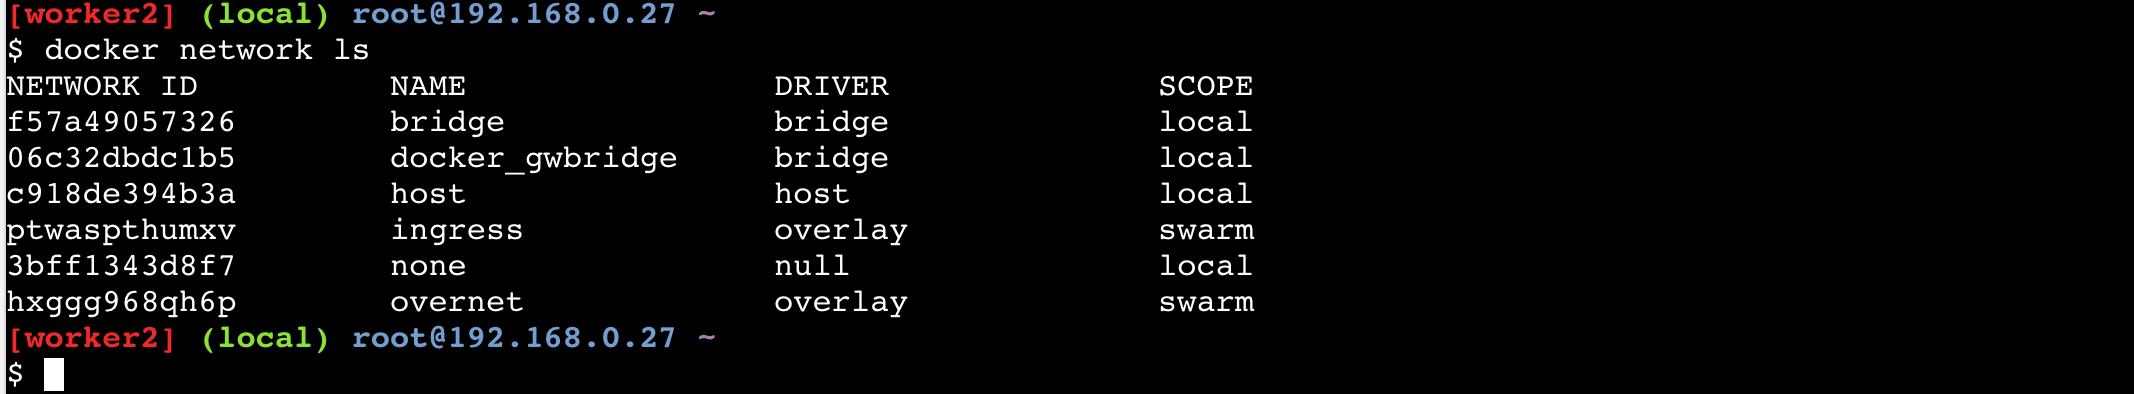 [worker2] (local) root@192.168.0.27 ~
$ docker network ls
NETWORK ID          NAME                DRIVER              SCOPE
f57a49057326        bridge              bridge              local
06c32dbdc1b5        docker_gwbridge     bridge              local
c918de394b3a        host                host                local
ptwaspthumxv        ingress             overlay             swarm
3bff1343d8f7        none                null                local
hxggg968qh6p        overnet             overlay             swarm
[worker2] (local) root@192.168.0.27 ~
$